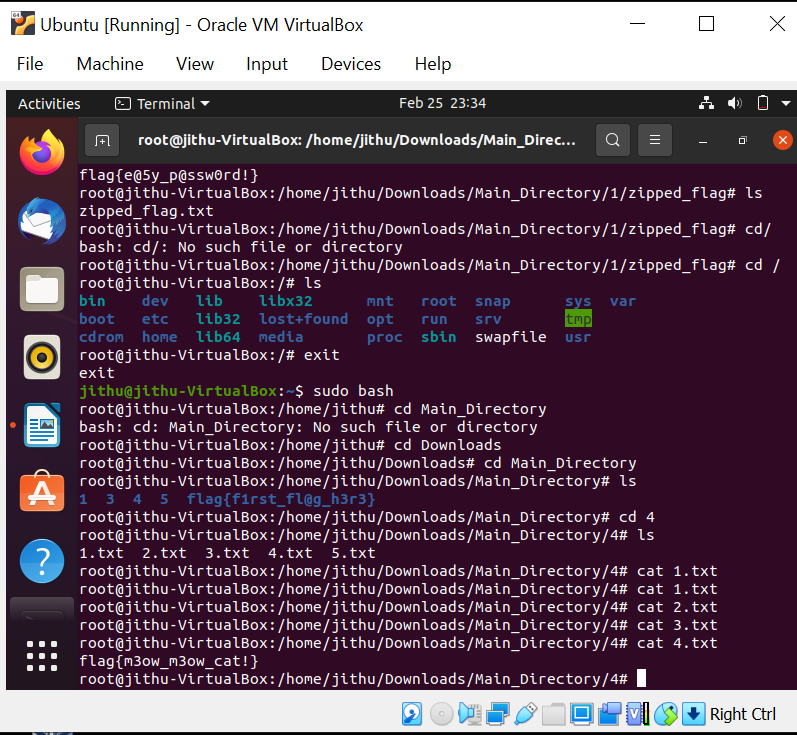 Ubuntu [Running] - Oracle VM VirtualBox
File Machine View Input Devices Help
Activities Terminal Feb 25 23:34
root@jithu-VirtualBox: /home/jithu/Downloads/Main_Direc...
flag{e@5y_p@ssw0rd!}
root@jithu-VirtualBox:/home/jithu/Downloads/Main_Directory/1/zipped_flag# ls
zipped_flag.txt
root@jithu-VirtualBox:/home/jithu/Downloads/Main_Directory/1/zipped_flag# cd/
bash: cd/: No such file or directory
root@jithu-VirtualBox:/home/jithu/Downloads/Main_Directory/1/zipped_flag# cd /
root@jithu-VirtualBox:/# ls
bin dev lib libx32 mnt root snap sys var
boot etc lib32 lost+found opt run srv tmp
cdrom home lib64 media proc sbin swapfile usr
root@jithu-VirtualBox:/# exit
exit
jithu@jithu-VirtualBox:~$ sudo bash
root@jithu-VirtualBox:/home/jithu# cd Main_Directory
bash: cd: Main_Directory: No such file or directory
root@jithu-VirtualBox:/home/jithu# cd Downloads
root@jithu-VirtualBox:/home/jithu/Downloads# cd Main_Directory
root@jithu-VirtualBox:/home/jithu/Downloads/Main_Directory# ls
1 3 4 5 flag{f1rst_fl@g_h3r3}
root@jithu-VirtualBox:/home/jithu/Downloads/Main_Directory# cd 4
root@jithu-VirtualBox:/home/jithu/Downloads/Main_Directory/4# ls
1.txt 2.txt 3.txt 4.txt 5.txt
root@jithu-VirtualBox:/home/jithu/Downloads/Main_Directory/4# cat 1.txt
root@jithu-VirtualBox:/home/jithu/Downloads/Main_Directory/4# cat 1.txt
root@jithu-VirtualBox:/home/jithu/Downloads/Main_Directory/4# cat 2.txt
root@jithu-VirtualBox:/home/jithu/Downloads/Main_Directory/4# cat 3.txt
root@jithu-VirtualBox:/home/jithu/Downloads/Main_Directory/4# cat 4.txt
flag{m3ow_m3ow_cat!}
root@jithu-VirtualBox:/home/jithu/Downloads/Main_Directory/4#
Right Ctrl